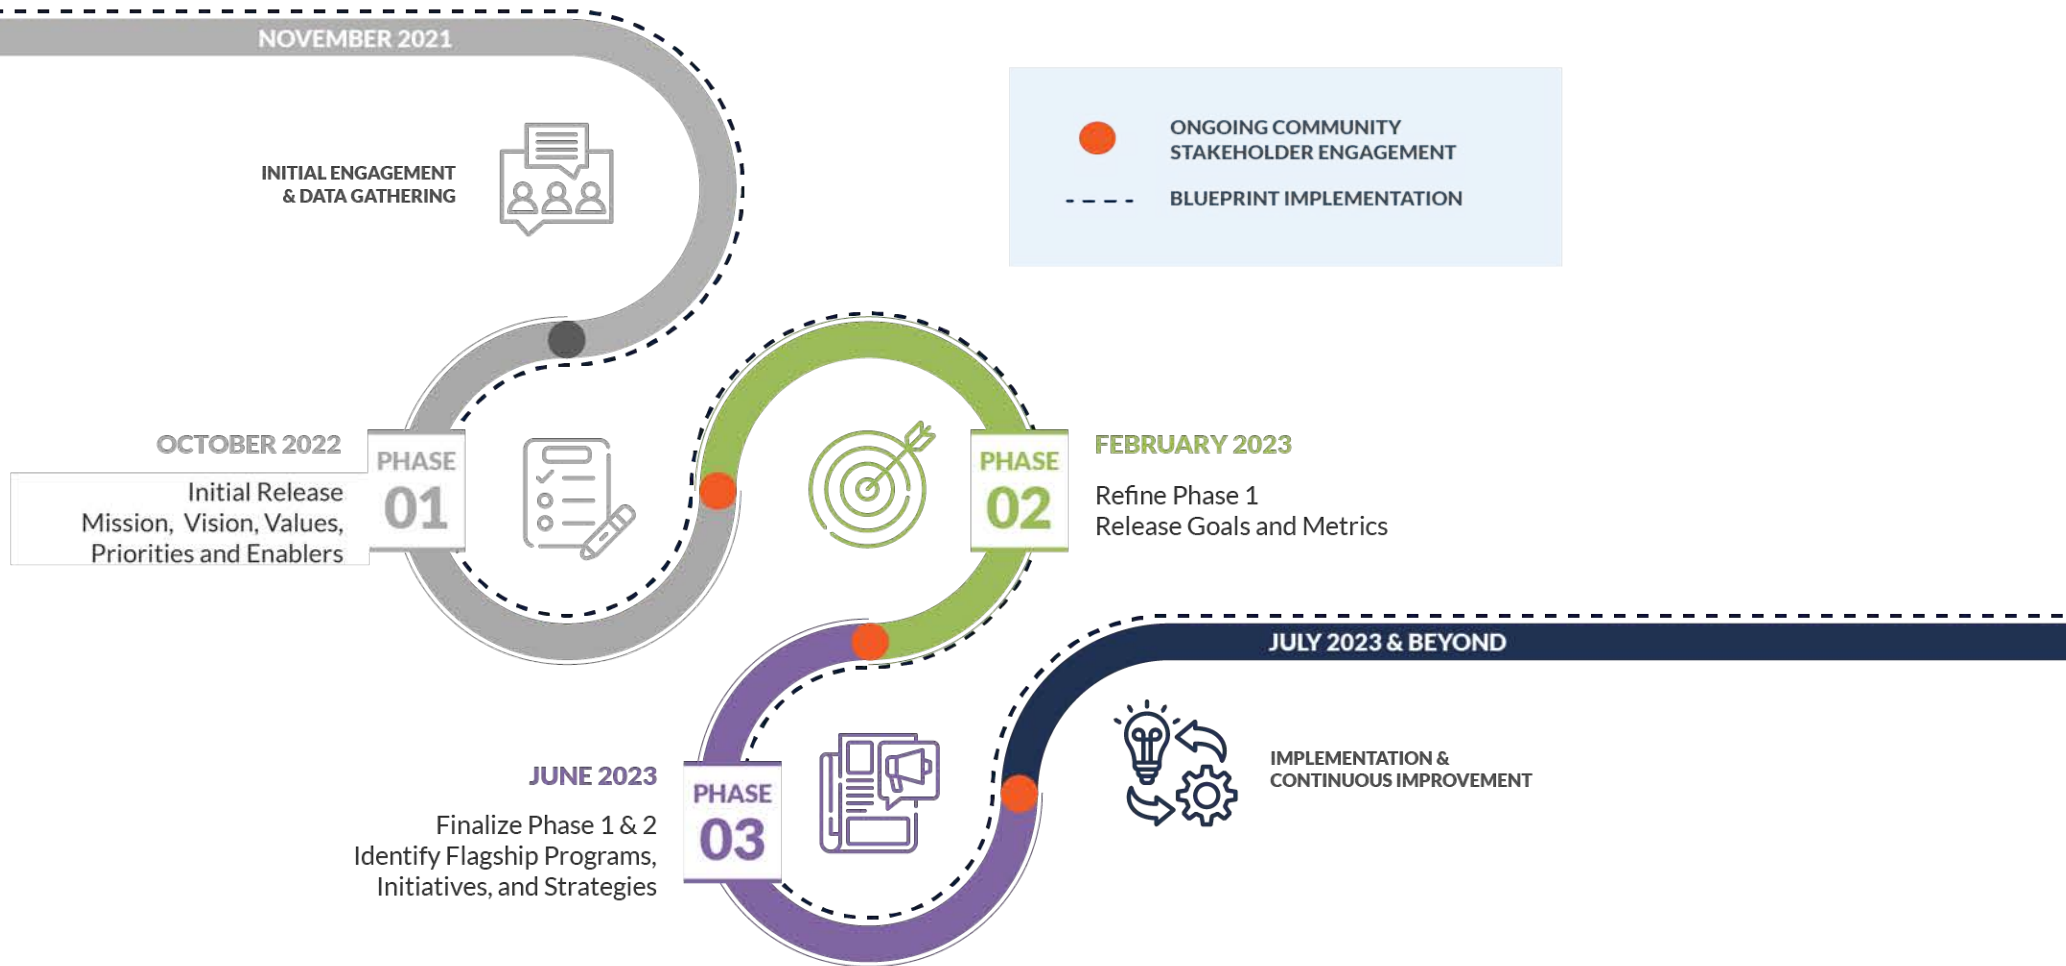 NOVEMBER 2021
INITIAL ENGAGEMENT
& DATA GATHERING
ONGOING COMMUNITY
STAKEHOLDER ENGAGEMENT
BLUEPRINT IMPLEMENTATION
OCTOBER 2022
Initial Release
Mission, Vision, Values,
Priorities and Enablers
PHASE
01
PHASE
02
FEBRUARY 2023
Refine Phase 1
Release Goals and Metrics
JUNE 2023
Finalize Phase 1 & 2
Identify Flagship Programs,
Initiatives, and Strategies
PHASE
03
JULY 2023 & BEYOND
IMPLEMENTATION &
CONTINUOUS IMPROVEMENT